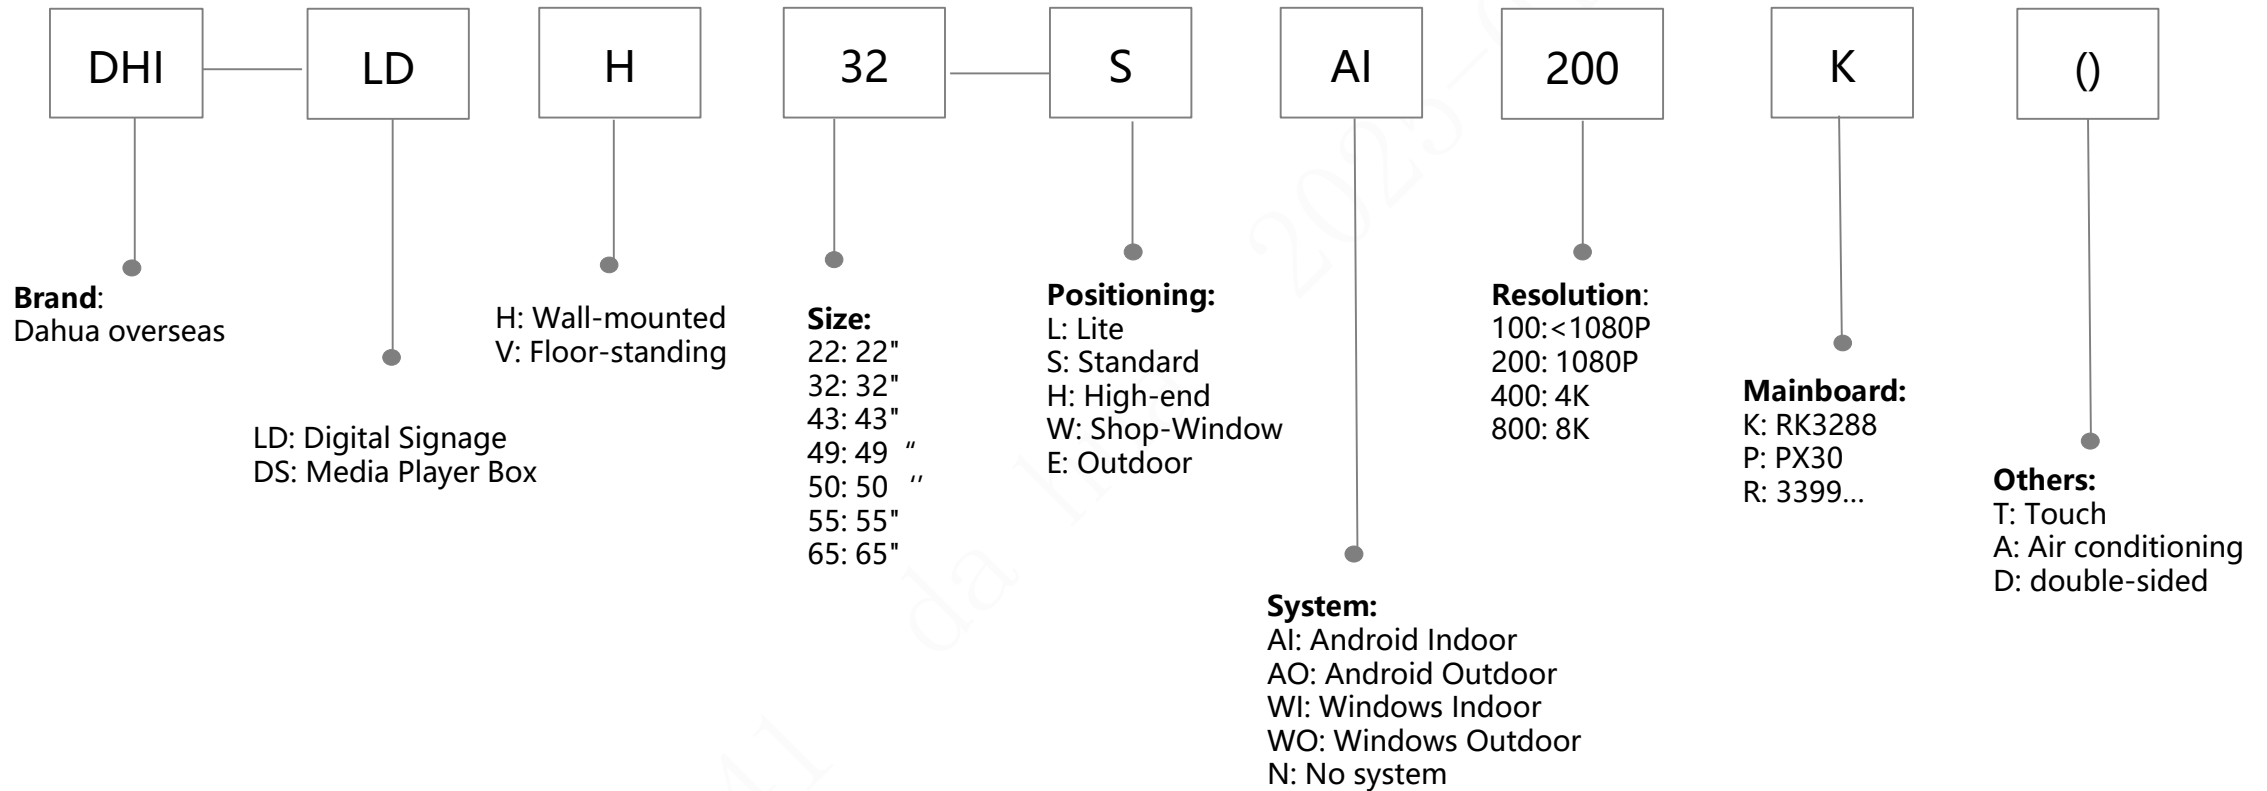 DHI LD H 32 S AI 200 K ()
Brand:
Dahua overseas
LD: Digital Signage
DS: Media Player Box
H: Wall-mounted
V: Floor-standing
Size:
22: 22"
32: 32"
43: 43"
49: 49 “
50: 50 ’’
55: 55"
65: 65"
Positioning:
L: Lite
S: Standard
H: High-end
W: Shop-Window
E: Outdoor
System:
AI: Android Indoor
AO: Android Outdoor
WI: Windows Indoor
WO: Windows Outdoor
N: No system
Resolution:
100:<1080P
200: 1080P
400: 4K
800: 8K
Mainboard:
K: RK3288
P: PX30
R: 3399...
Others:
T: Touch
A: Air conditioning
D: double-sided